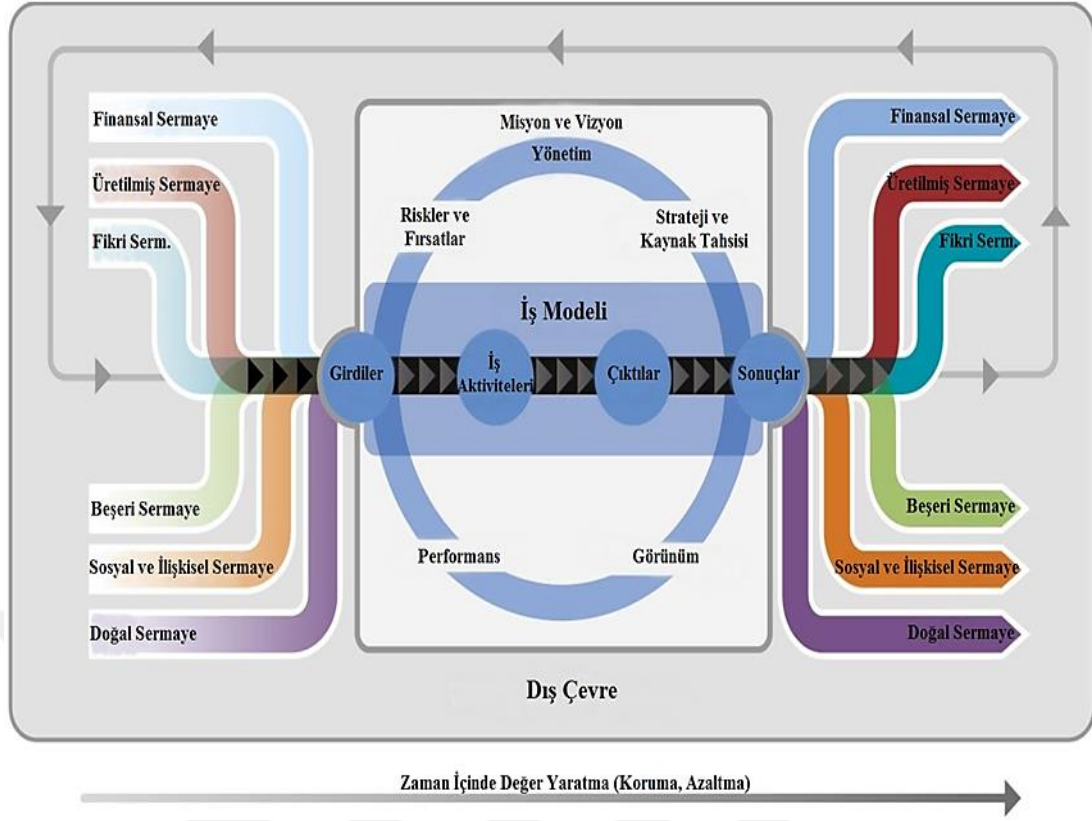 Finansal Sermaye
Üretilmiş Sermaye
Fikri Serm.
Beşeri Sermaye
Sosyal ve İlişkisel Sermaye
Doğal Sermaye
Misyon ve Vizyon
Yönetim
Riskler ve
Fırsatlar
Strateji ve
Kaynak Tahsisi
İş Modeli
Girdiler
İş
Aktiviteleri
Çıktılar
Sonuçlar
Performans
Görünüm
Finansal Sermaye
Üretilmiş Sermaye
Fikri Serm.
Beşeri Sermaye
Sosyal ve İlişkisel Sermaye
Doğal Sermaye
Dış Çevre
Zaman İçinde Değer Yaratma (Koruma, Azaltma)